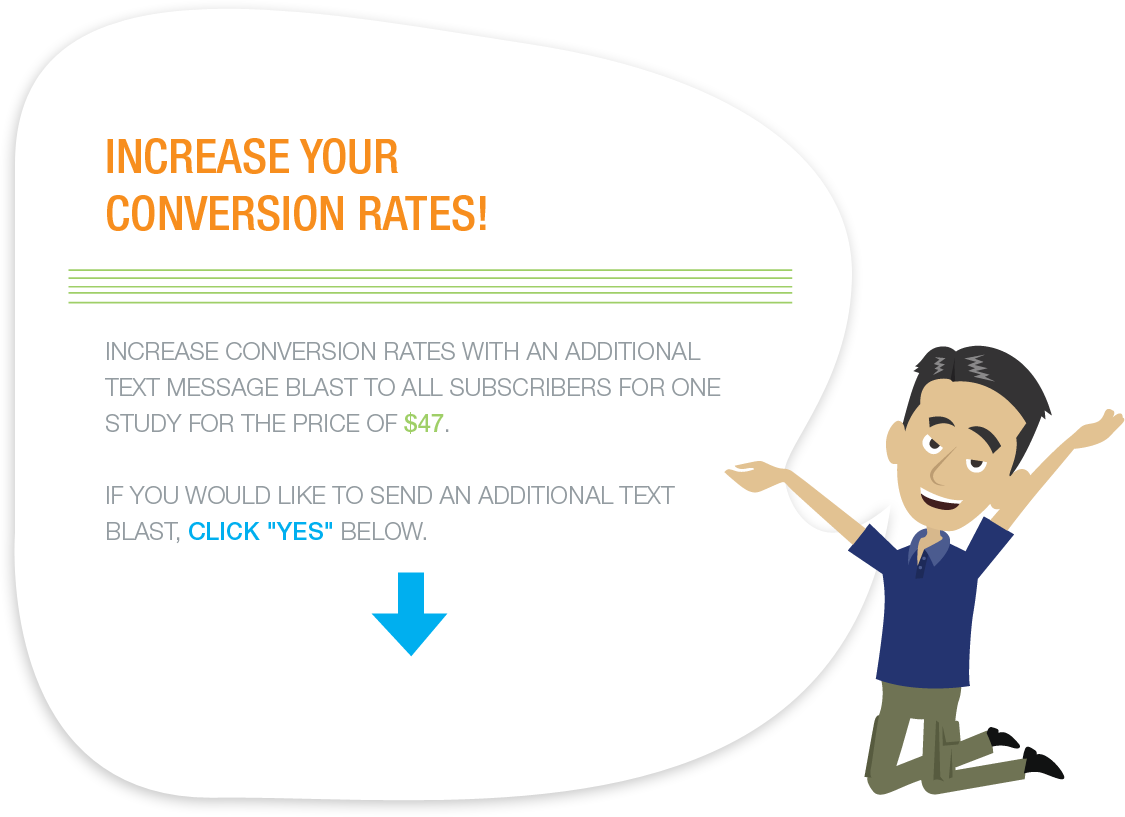 INCREASE YOUR
CONVERSION RATES!
INCREASE CONVERSION RATES WITH AN ADDITIONAL
TEXT MESSAGE BLAST TO ALL SUBSCRIBERS FOR ONE
STUDY FOR THE PRICE OF $47.
IF YOU WOULD LIKE TO SEND AN ADDITIONAL TEXT
BLAST, CLICK "YES" BELOW.